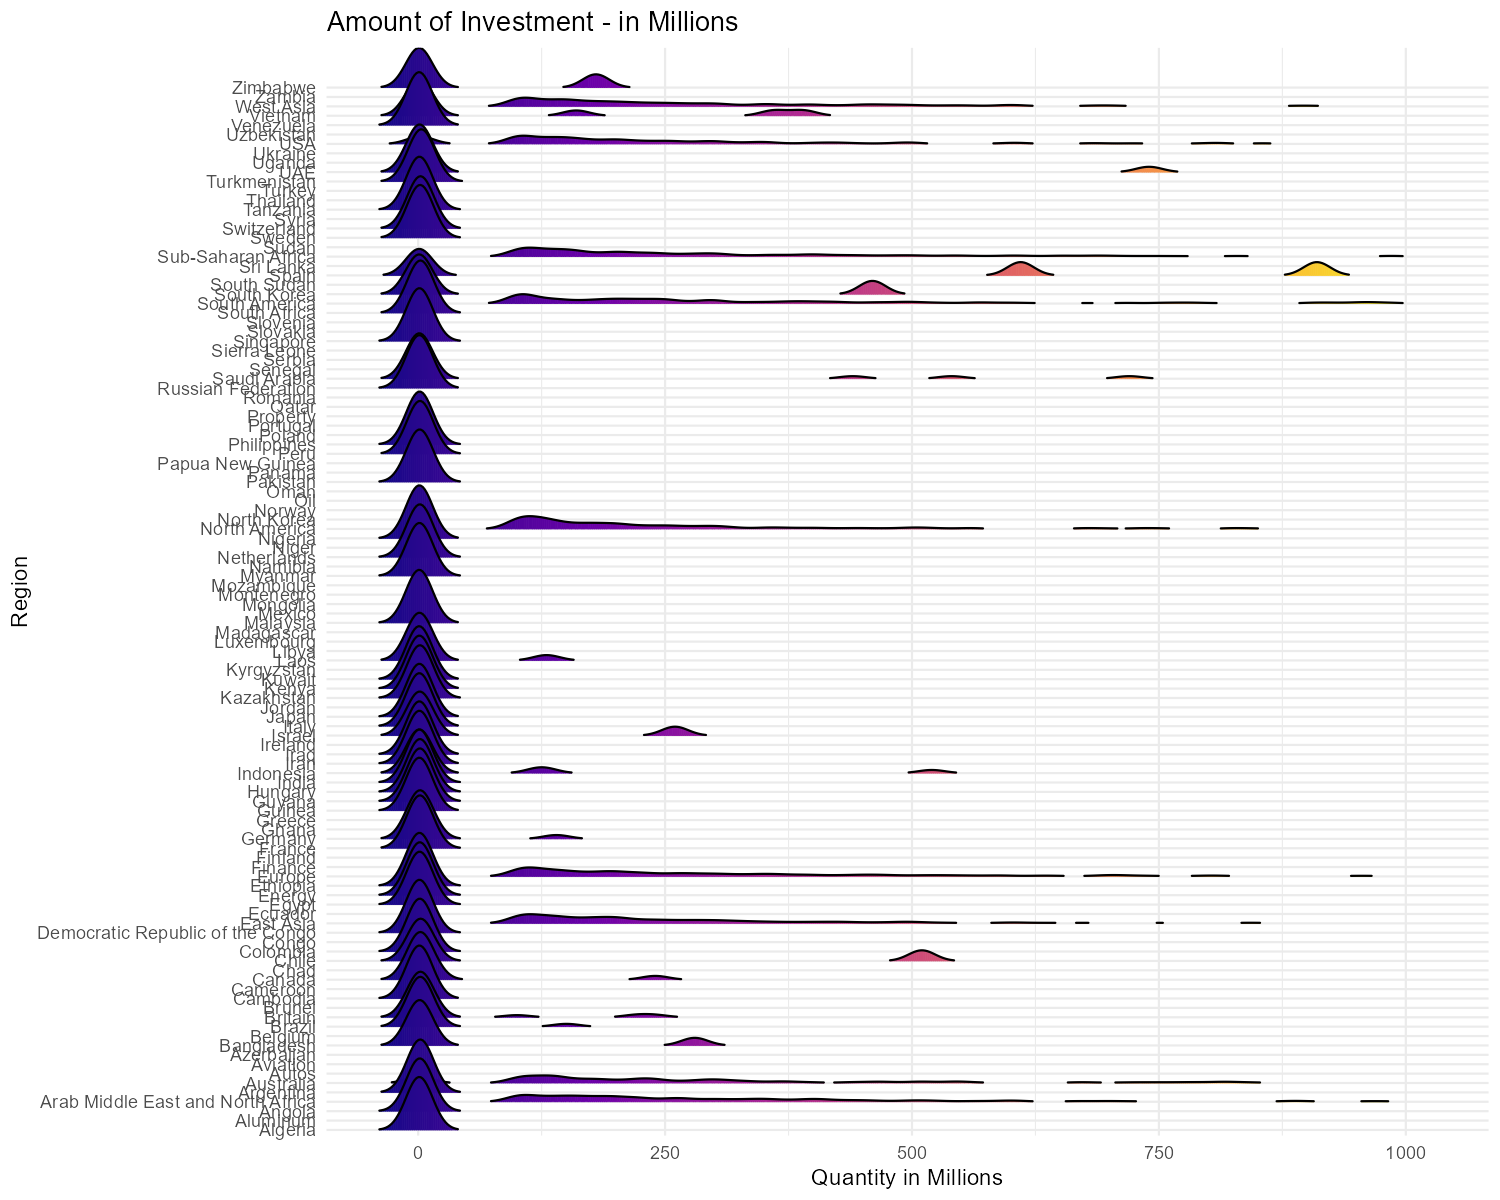 Amount of Investment - in Millions
Zimbabwe
Zambia
West Asia
Vietnam
Venezuela
Uzbekistan
USA
Ukraine
Uganda
UAE
Turkmenistan
Turkey
Thailand
Tanzania
Syria
Switzerland
Sweden
Sudan
Sub-Saharan Africa
Sri Lanka
Spain
South Sudan
South Korea
South America
South Africa
Slovenia
Slovakia
Singapore
Sierra Leone
Serbia
Senegal
Saudi Arabia
Russian Federation
Romania
Qatar
Property
Portugal
Poland
Philippines
Peru
Papua New Guinea
Panama
Pakistan
Oman
Oil
Norway
North Korea
North America
Nigeria
Niger
Netherlands
Namibia
Myanmar
Mozambique
Montenegro
Mongolia
Mexico
Malaysia
Madagascar
Luxembourg
Libya
Laos
Kyrgyzstan
Kuwait
Kenya
Kazakhstan
Jordan
Japan
Italy
Israel
Ireland
Iraq
Iran
Indonesia
India
Hungary
Guyana
Guinea
Greece
Ghana
Germany
France
Finland
Finance
Europe
Ethiopia
Energy
Egypt
Ecuador
East Asia
Democratic Republic of the Congo
Congo
Colombia
Chile
Chad
Canada
Cameroon
Cambodia
Brunei
Britain
Brazil
Belgium
Bangladesh
Azerbaijan
Aviation
Autos
Australia
Argentina
Arab Middle East and North Africa
Angola
Aluminum
Algeria
Region
0 250 500 750 1000
Quantity in Millions